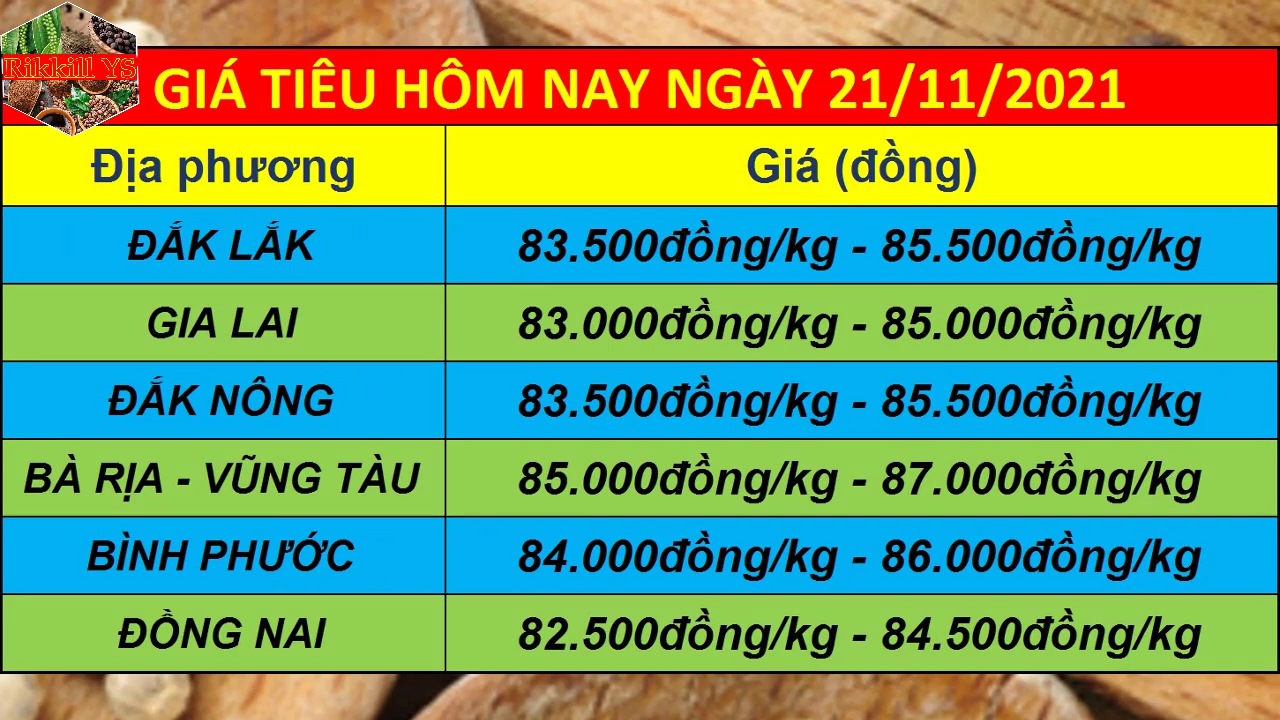 Rikkill YS
GIÁ TIÊU HÔM NAY NGÀY 21/11/2021
Địa phương Giá (đồng)
ĐẮK LẮK 83.500đồng/kg - 85.500đồng/kg
GIA LAI 83.000đồng/kg - 85.000đồng/kg
ĐẮK NÔNG 83.500đồng/kg - 85.500đồng/kg
BÀ RỊA - VŨNG TÀU 85.000đồng/kg - 87.000đồng/kg
BÌNH PHƯỚC 84.000đồng/kg - 86.000đồng/kg
ĐỒNG NAI 82.500đồng/kg - 84.500đồng/kg